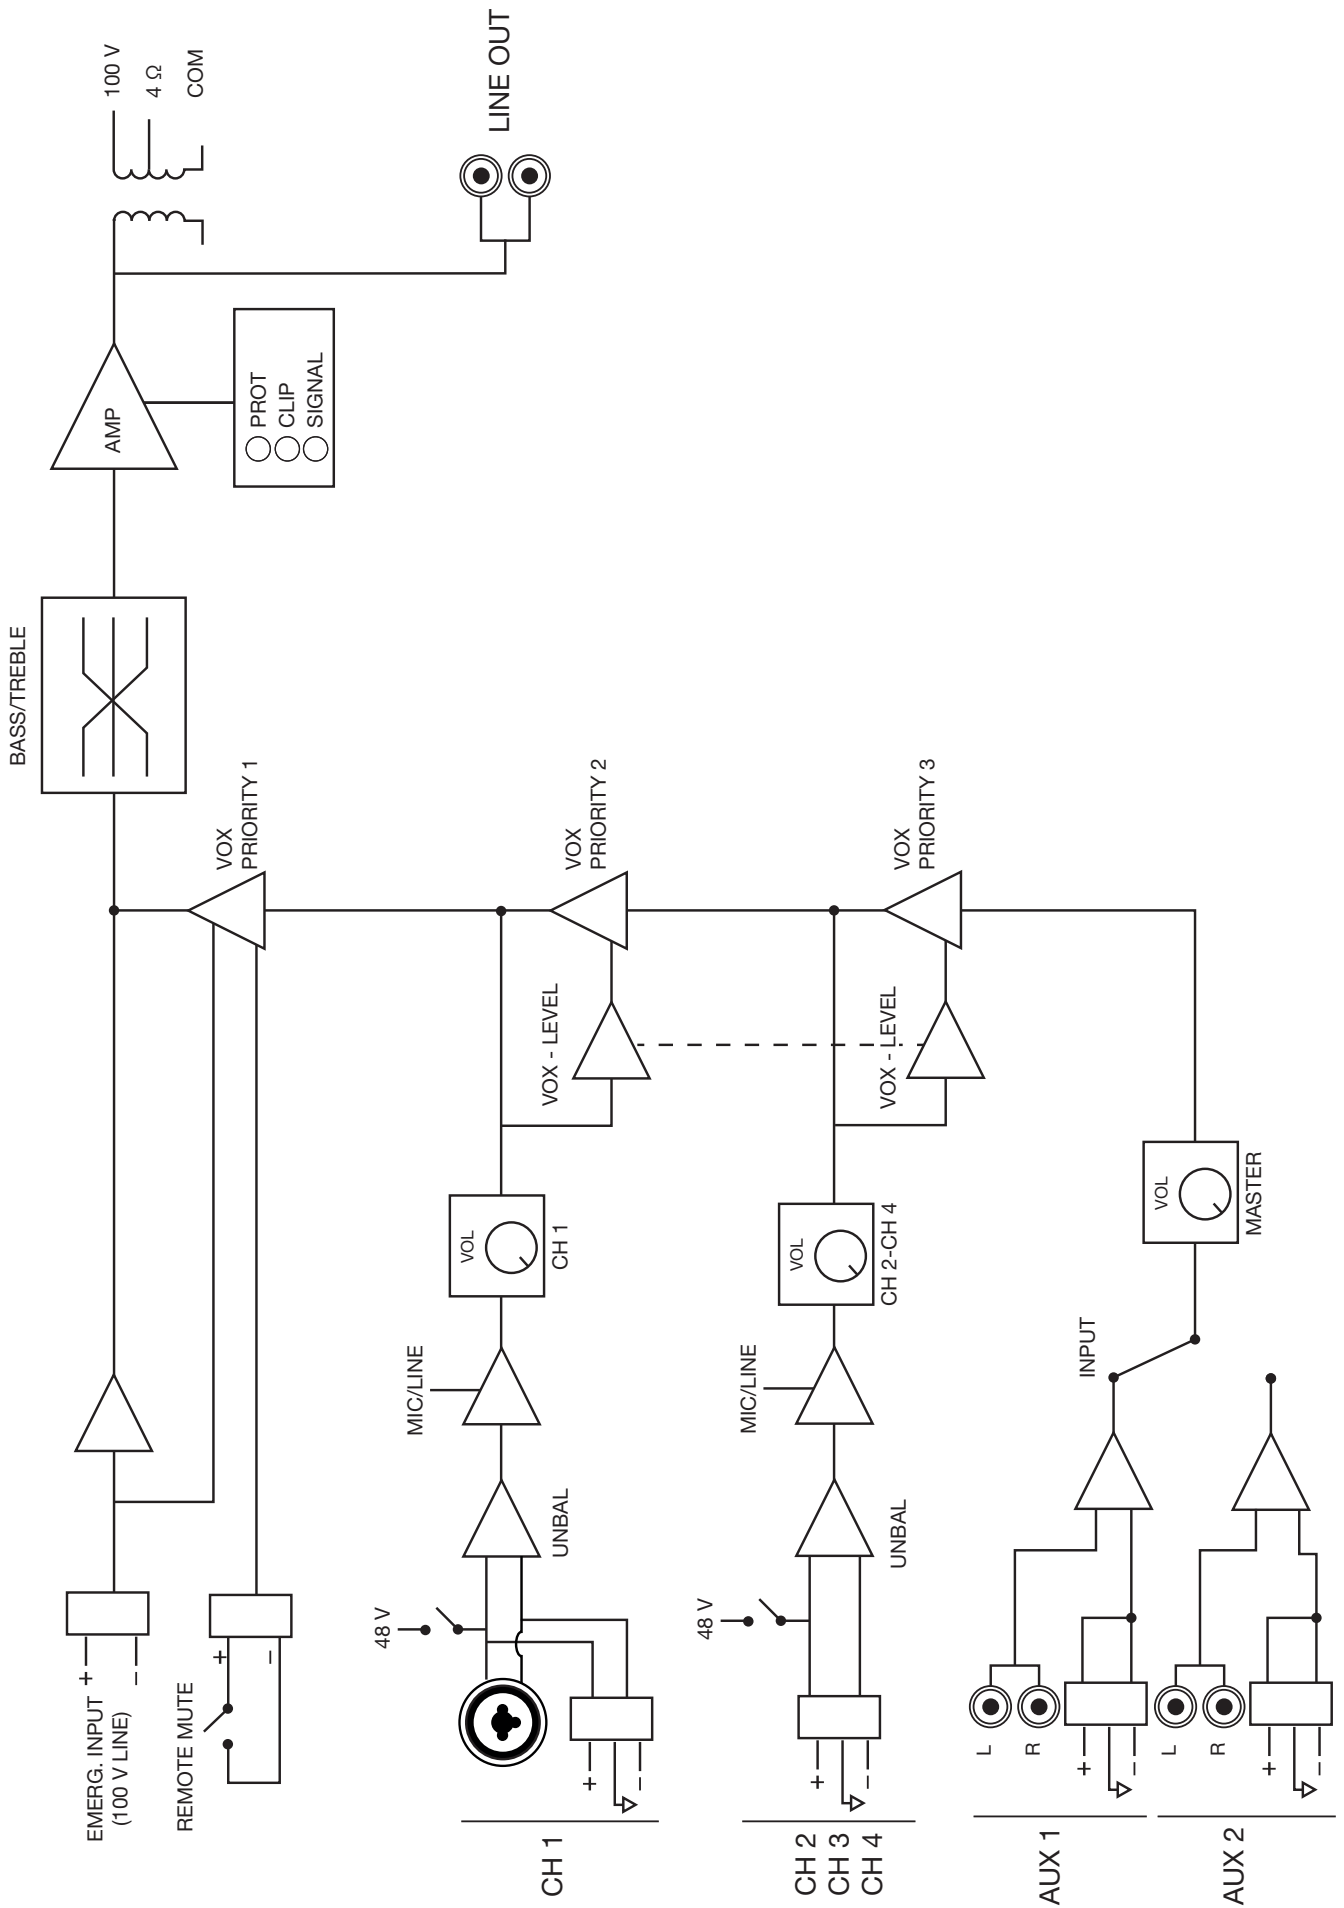 EMERG. INPUT
(100 V LINE)
+
–
REMOTE MUTE
+
–
BASS/TREBLE
AMP
PROT
CLIP
SIGNAL
100 V
4 Ω
COM
LINE OUT
VOX
PRIORITY 1
CH 1
+
–
48 V
UNBAL
MIC/LINE
VOL
CH 1
VOX - LEVEL
VOX
PRIORITY 2
CH 2
CH 3
CH 4
+
–
48 V
UNBAL
MIC/LINE
VOL
CH 2-CH 4
VOX - LEVEL
VOX
PRIORITY 3
AUX 1
L
R
+
–
INPUT
VOL
MASTER
AUX 2
L
R
+
–